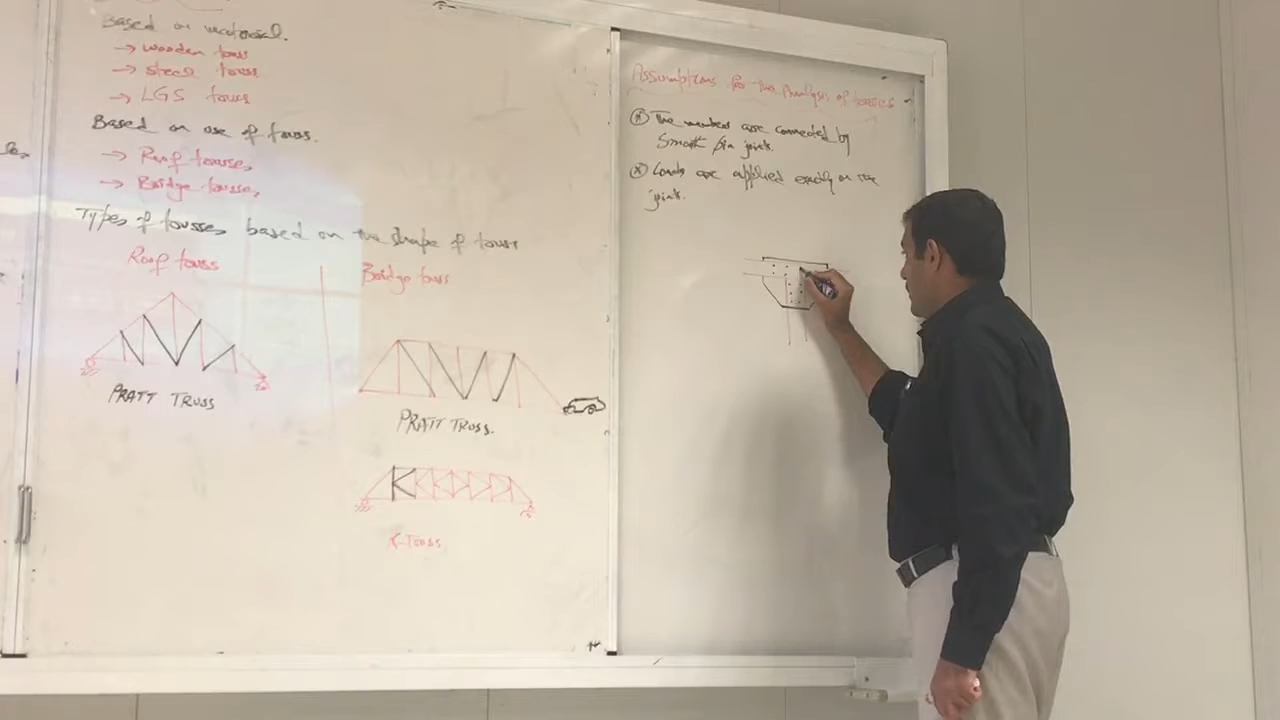 Based on material.
→ Wooden truss
→ Steel truss
→ LGS truss
Based on use of truss.
→ Roof trusses
→ Bridge trusses
Types of trusses based on the shape of truss
Roof truss
Bridge truss
PRATT TRUSS
PRATT TRUSS.
K-Truss
Assumptions for the Analysis of trusses
The members are connected by
Smooth pin joints.
Loads are applied exactly on the
joints.